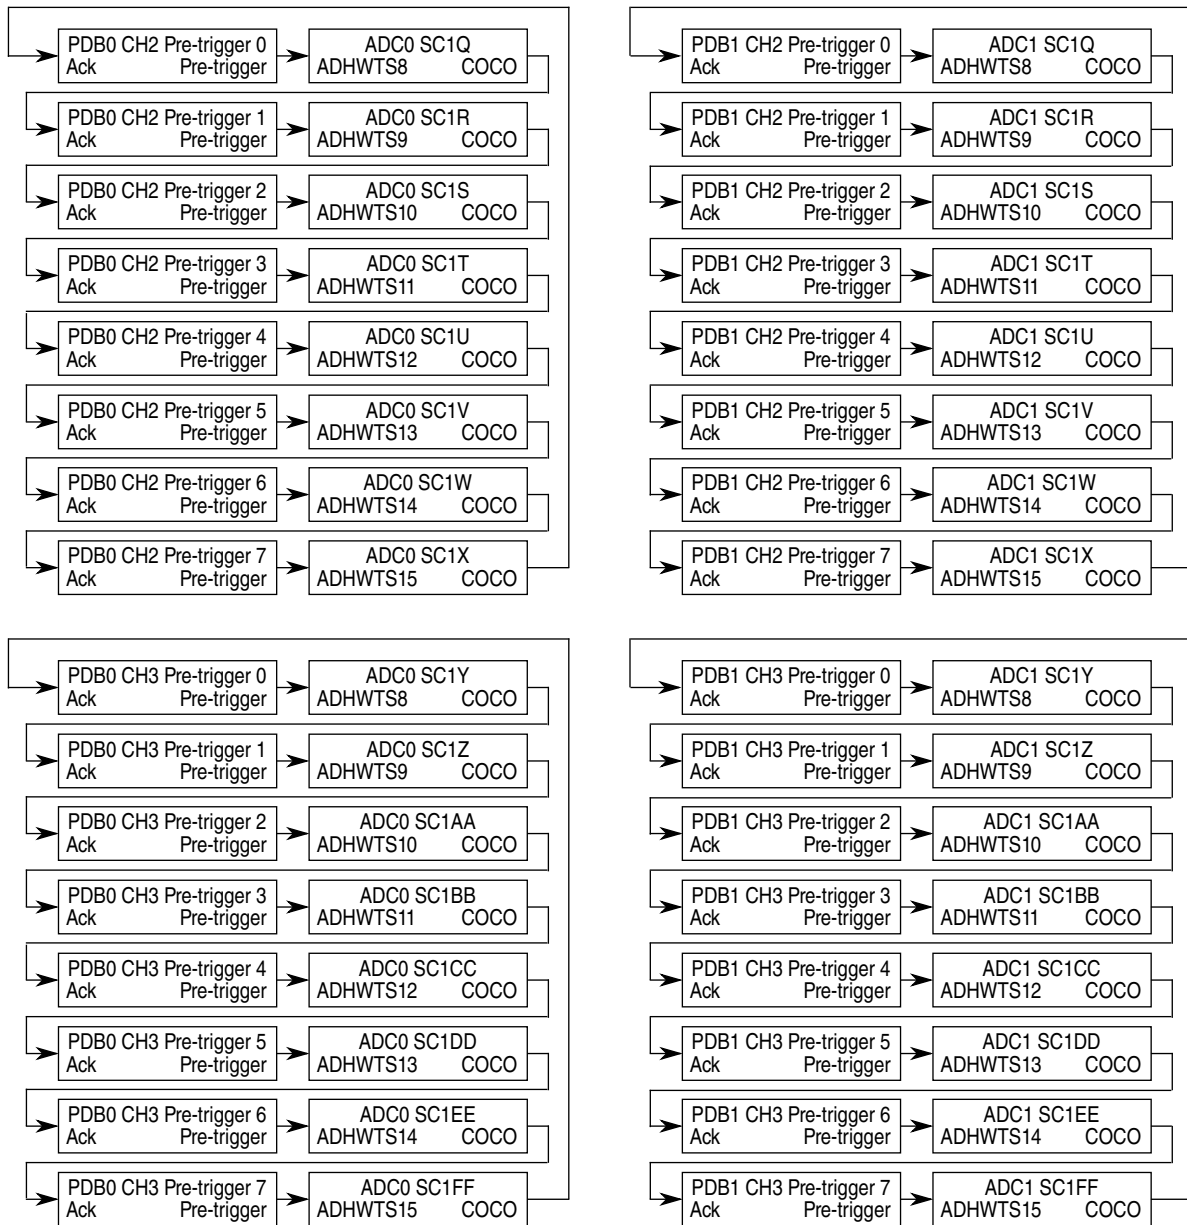 PDB0 CH2 Pre-trigger 0
Ack Pre-trigger
ADC0 SC1Q
ADHWTS8 COCO
PDB0 CH2 Pre-trigger 1
Ack Pre-trigger
ADC0 SC1R
ADHWTS9 COCO
PDB0 CH2 Pre-trigger 2
Ack Pre-trigger
ADC0 SC1S
ADHWTS10 COCO
PDB0 CH2 Pre-trigger 3
Ack Pre-trigger
ADC0 SC1T
ADHWTS11 COCO
PDB0 CH2 Pre-trigger 4
Ack Pre-trigger
ADC0 SC1U
ADHWTS12 COCO
PDB0 CH2 Pre-trigger 5
Ack Pre-trigger
ADC0 SC1V
ADHWTS13 COCO
PDB0 CH2 Pre-trigger 6
Ack Pre-trigger
ADC0 SC1W
ADHWTS14 COCO
PDB0 CH2 Pre-trigger 7
Ack Pre-trigger
ADC0 SC1X
ADHWTS15 COCO
PDB1 CH2 Pre-trigger 0
Ack Pre-trigger
ADC1 SC1Q
ADHWTS8 COCO
PDB1 CH2 Pre-trigger 1
Ack Pre-trigger
ADC1 SC1R
ADHWTS9 COCO
PDB1 CH2 Pre-trigger 2
Ack Pre-trigger
ADC1 SC1S
ADHWTS10 COCO
PDB1 CH2 Pre-trigger 3
Ack Pre-trigger
ADC1 SC1T
ADHWTS11 COCO
PDB1 CH2 Pre-trigger 4
Ack Pre-trigger
ADC1 SC1U
ADHWTS12 COCO
PDB1 CH2 Pre-trigger 5
Ack Pre-trigger
ADC1 SC1V
ADHWTS13 COCO
PDB1 CH2 Pre-trigger 6
Ack Pre-trigger
ADC1 SC1W
ADHWTS14 COCO
PDB1 CH2 Pre-trigger 7
Ack Pre-trigger
ADC1 SC1X
ADHWTS15 COCO
PDB0 CH3 Pre-trigger 0
Ack Pre-trigger
ADC0 SC1Y
ADHWTS8 COCO
PDB0 CH3 Pre-trigger 1
Ack Pre-trigger
ADC0 SC1Z
ADHWTS9 COCO
PDB0 CH3 Pre-trigger 2
Ack Pre-trigger
ADC0 SC1AA
ADHWTS10 COCO
PDB0 CH3 Pre-trigger 3
Ack Pre-trigger
ADC0 SC1BB
ADHWTS11 COCO
PDB0 CH3 Pre-trigger 4
Ack Pre-trigger
ADC0 SC1CC
ADHWTS12 COCO
PDB0 CH3 Pre-trigger 5
Ack Pre-trigger
ADC0 SC1DD
ADHWTS13 COCO
PDB0 CH3 Pre-trigger 6
Ack Pre-trigger
ADC0 SC1EE
ADHWTS14 COCO
PDB0 CH3 Pre-trigger 7
Ack Pre-trigger
ADC0 SC1FF
ADHWTS15 COCO
PDB1 CH3 Pre-trigger 0
Ack Pre-trigger
ADC1 SC1Y
ADHWTS8 COCO
PDB1 CH3 Pre-trigger 1
Ack Pre-trigger
ADC1 SC1Z
ADHWTS9 COCO
PDB1 CH3 Pre-trigger 2
Ack Pre-trigger
ADC1 SC1AA
ADHWTS10 COCO
PDB1 CH3 Pre-trigger 3
Ack Pre-trigger
ADC1 SC1BB
ADHWTS11 COCO
PDB1 CH3 Pre-trigger 4
Ack Pre-trigger
ADC1 SC1CC
ADHWTS12 COCO
PDB1 CH3 Pre-trigger 5
Ack Pre-trigger
ADC1 SC1DD
ADHWTS13 COCO
PDB1 CH3 Pre-trigger 6
Ack Pre-trigger
ADC1 SC1EE
ADHWTS14 COCO
PDB1 CH3 Pre-trigger 7
Ack Pre-trigger
ADC1 SC1FF
ADHWTS15 COCO